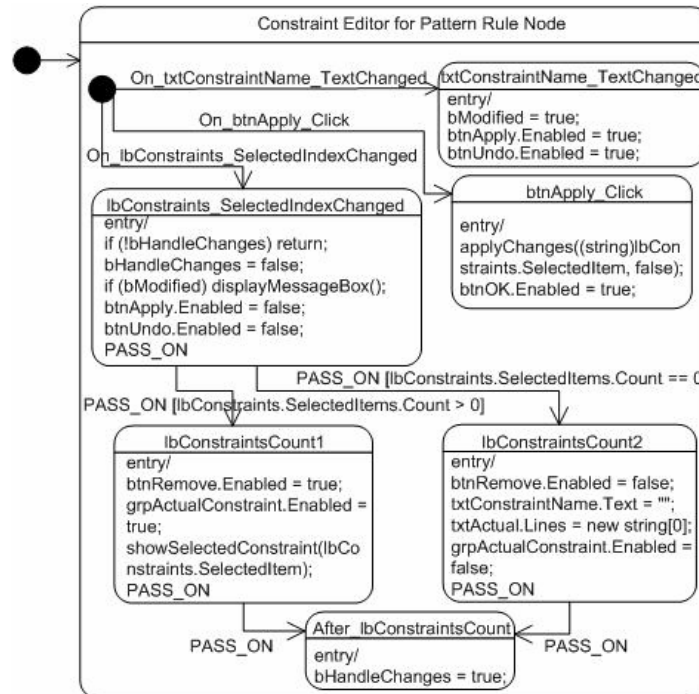 Constraint Editor for Pattern Rule Node
On_txtConstraintName_TextChanged
txtConstraintName_TextChanged
entry/
bModified = true;
btnApply.Enabled = true;
btnUndo.Enabled = true;
On_btnApply_Click
On_lbConstraints_SelectedIndexChanged
btnApply_Click
entry/
applyChanges((string)lbCon
straints.SelectedItem, false);
btnOK.Enabled = true;
lbConstraints_SelectedIndexChanged
entry/
if (!bHandleChanges) return;
bHandleChanges = false;
if (bModified) displayMessageBox();
btnApply.Enabled = false;
btnUndo.Enabled = false;
PASS_ON
PASS_ON [lbConstraints.SelectedItems.Count == 0
PASS_ON [lbConstraints.SelectedItems.Count > 0]
lbConstraintsCount1
entry/
btnRemove.Enabled = true;
grpActualConstraint.Enabled =
true;
showSelectedConstraint(lbCo
nstraints.SelectedItem);
PASS_ON
lbConstraintsCount2
entry/
btnRemove.Enabled = false;
txtConstraintName.Text = "";
txtActual.Lines = new string[0];
grpActualConstraint.Enabled =
false;
PASS_ON
PASS_ON
After_lbConstraintsCount
PASS_ON
entry/
bHandleChanges = true;